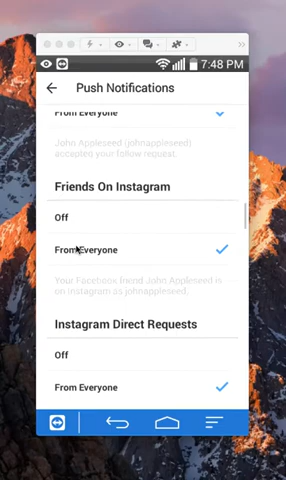 7:48 PM
Push Notifications
From Everyone
John Appleseed (johnappleseed)
accepted your follow request.
Friends On Instagram
Off
From Everyone
Your Facebook friend John Appleseed is
on Instagram as johnappleseed.
Instagram Direct Requests
Off
From Everyone